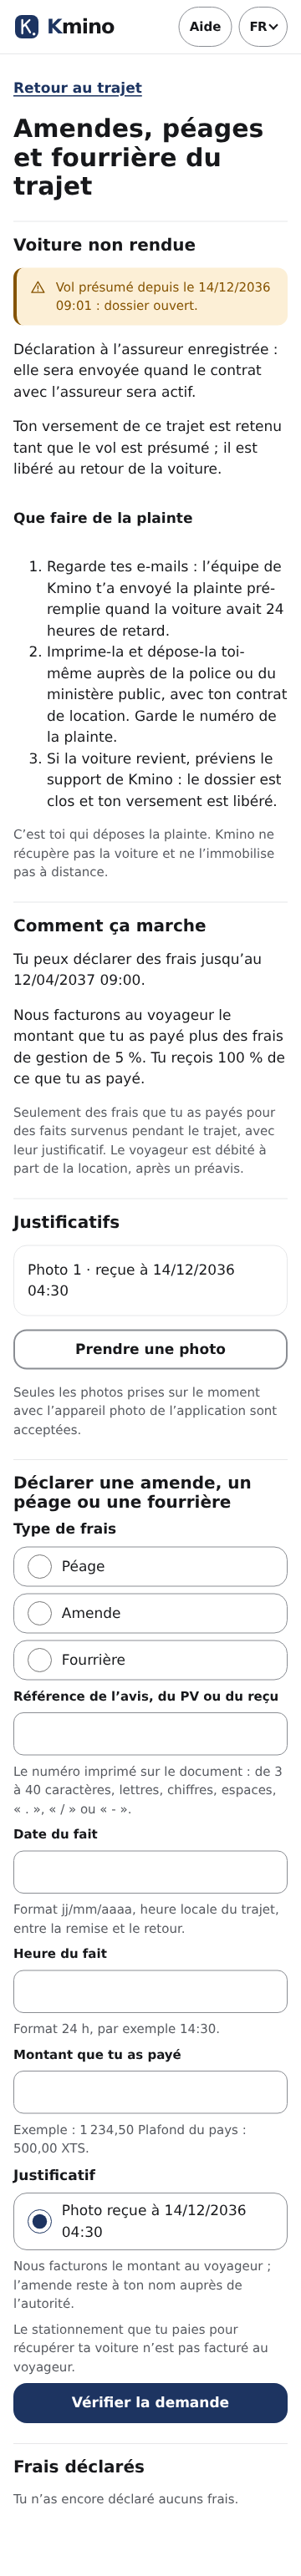 Kmino
Aide
FR
Retour au trajet
Amendes, péages
et fourrière du
trajet
Voiture non rendue
Vol présumé depuis le 14/12/2036
09:01 : dossier ouvert.
Déclaration à l’assureur enregistrée :
elle sera envoyée quand le contrat
avec l’assureur sera actif.
Ton versement de ce trajet est retenu
tant que le vol est présumé ; il est
libéré au retour de la voiture.
Que faire de la plainte
1. Regarde tes e-mails : l’équipe de
Kmino t’a envoyé la plainte pré-
remplie quand la voiture avait 24
heures de retard.
2. Imprime-la et dépose-la toi-
même auprès de la police ou du
ministère public, avec ton contrat
de location. Garde le numéro de
la plainte.
3. Si la voiture revient, préviens le
support de Kmino : le dossier est
clos et ton versement est libéré.
C’est toi qui déposes la plainte. Kmino ne
récupère pas la voiture et ne l’immobilise
pas à distance.
Comment ça marche
Tu peux déclarer des frais jusqu’au
12/04/2037 09:00.
Nous facturons au voyageur le
montant que tu as payé plus des frais
de gestion de 5 %. Tu reçois 100 % de
ce que tu as payé.
Seulement des frais que tu as payés pour
des faits survenus pendant le trajet, avec
leur justificatif. Le voyageur est débité à
part de la location, après un préavis.
Justificatifs
Photo 1 · reçue à 14/12/2036
04:30
Prendre une photo
Seules les photos prises sur le moment
avec l’appareil photo de l’application sont
acceptées.
Déclarer une amende, un
péage ou une fourrière
Type de frais
Péage
Amende
Fourrière
Référence de l’avis, du PV ou du reçu
Le numéro imprimé sur le document : de 3
à 40 caractères, lettres, chiffres, espaces,
« . », « / » ou « - ».
Date du fait
Format jj/mm/aaaa, heure locale du trajet,
entre la remise et le retour.
Heure du fait
Format 24 h, par exemple 14:30.
Montant que tu as payé
Exemple : 1 234,50 Plafond du pays :
500,00 XTS.
Justificatif
Photo reçue à 14/12/2036
04:30
Nous facturons le montant au voyageur ;
l’amende reste à ton nom auprès de
l’autorité.
Le stationnement que tu paies pour
récupérer ta voiture n’est pas facturé au
voyageur.
Vérifier la demande
Frais déclarés
Tu n’as encore déclaré aucuns frais.